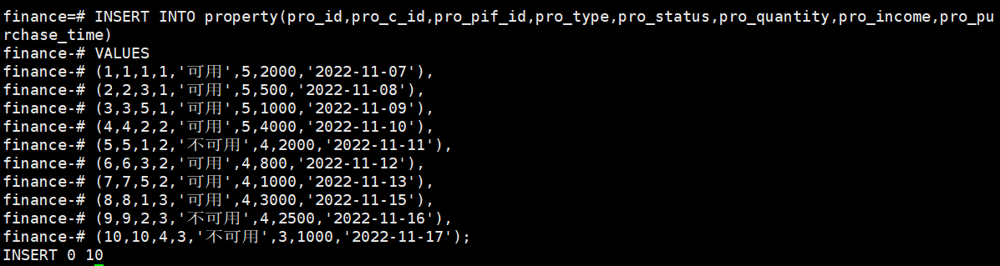 finance=# INSERT INTO property(pro_id,pro_c_id,pro_pif_id,pro_type,pro_status,pro_quantity,pro_income,pro_pu
rchase_time)
finance-# VALUES
finance-# (1,1,1,1,'可用',5,2000,'2022-11-07'),
finance-# (2,2,3,1,'可用',5,500,'2022-11-08'),
finance-# (3,3,5,1,'可用',5,1000,'2022-11-09'),
finance-# (4,4,2,2,'可用',5,4000,'2022-11-10'),
finance-# (5,5,1,2,'不可用',4,2000,'2022-11-11'),
finance-# (6,6,3,2,'可用',4,800,'2022-11-12'),
finance-# (7,7,5,2,'可用',4,1000,'2022-11-13'),
finance-# (8,8,1,3,'可用',4,3000,'2022-11-15'),
finance-# (9,9,2,3,'不可用',4,2500,'2022-11-16'),
finance-# (10,10,4,3,'不可用',3,1000,'2022-11-17');
INSERT 0 10